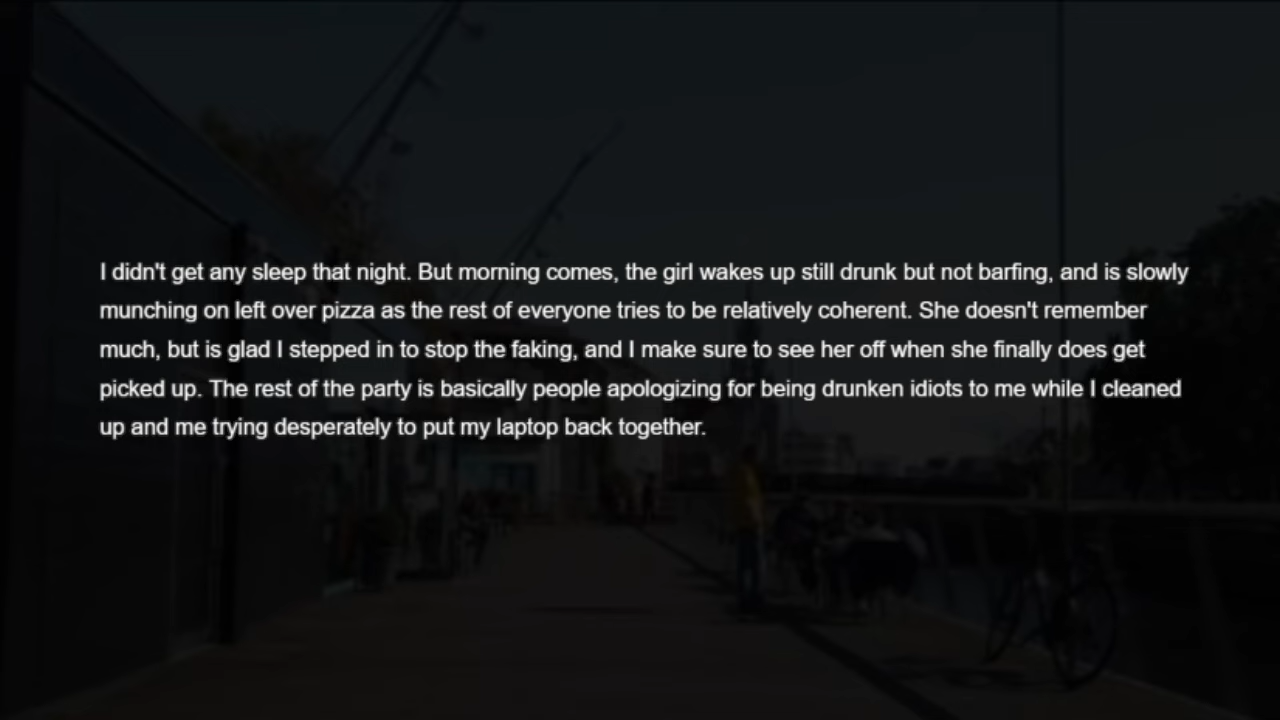 I didn't get any sleep that night. But morning comes, the girl wakes up still drunk but not barfing, and is slowly
munching on left over pizza as the rest of everyone tries to be relatively coherent. She doesn't remember
much, but is glad I stepped in to stop the faking, and I make sure to see her off when she finally does get
picked up. The rest of the party is basically people apologizing for being drunken idiots to me while I cleaned
up and me trying desperately to put my laptop back together.